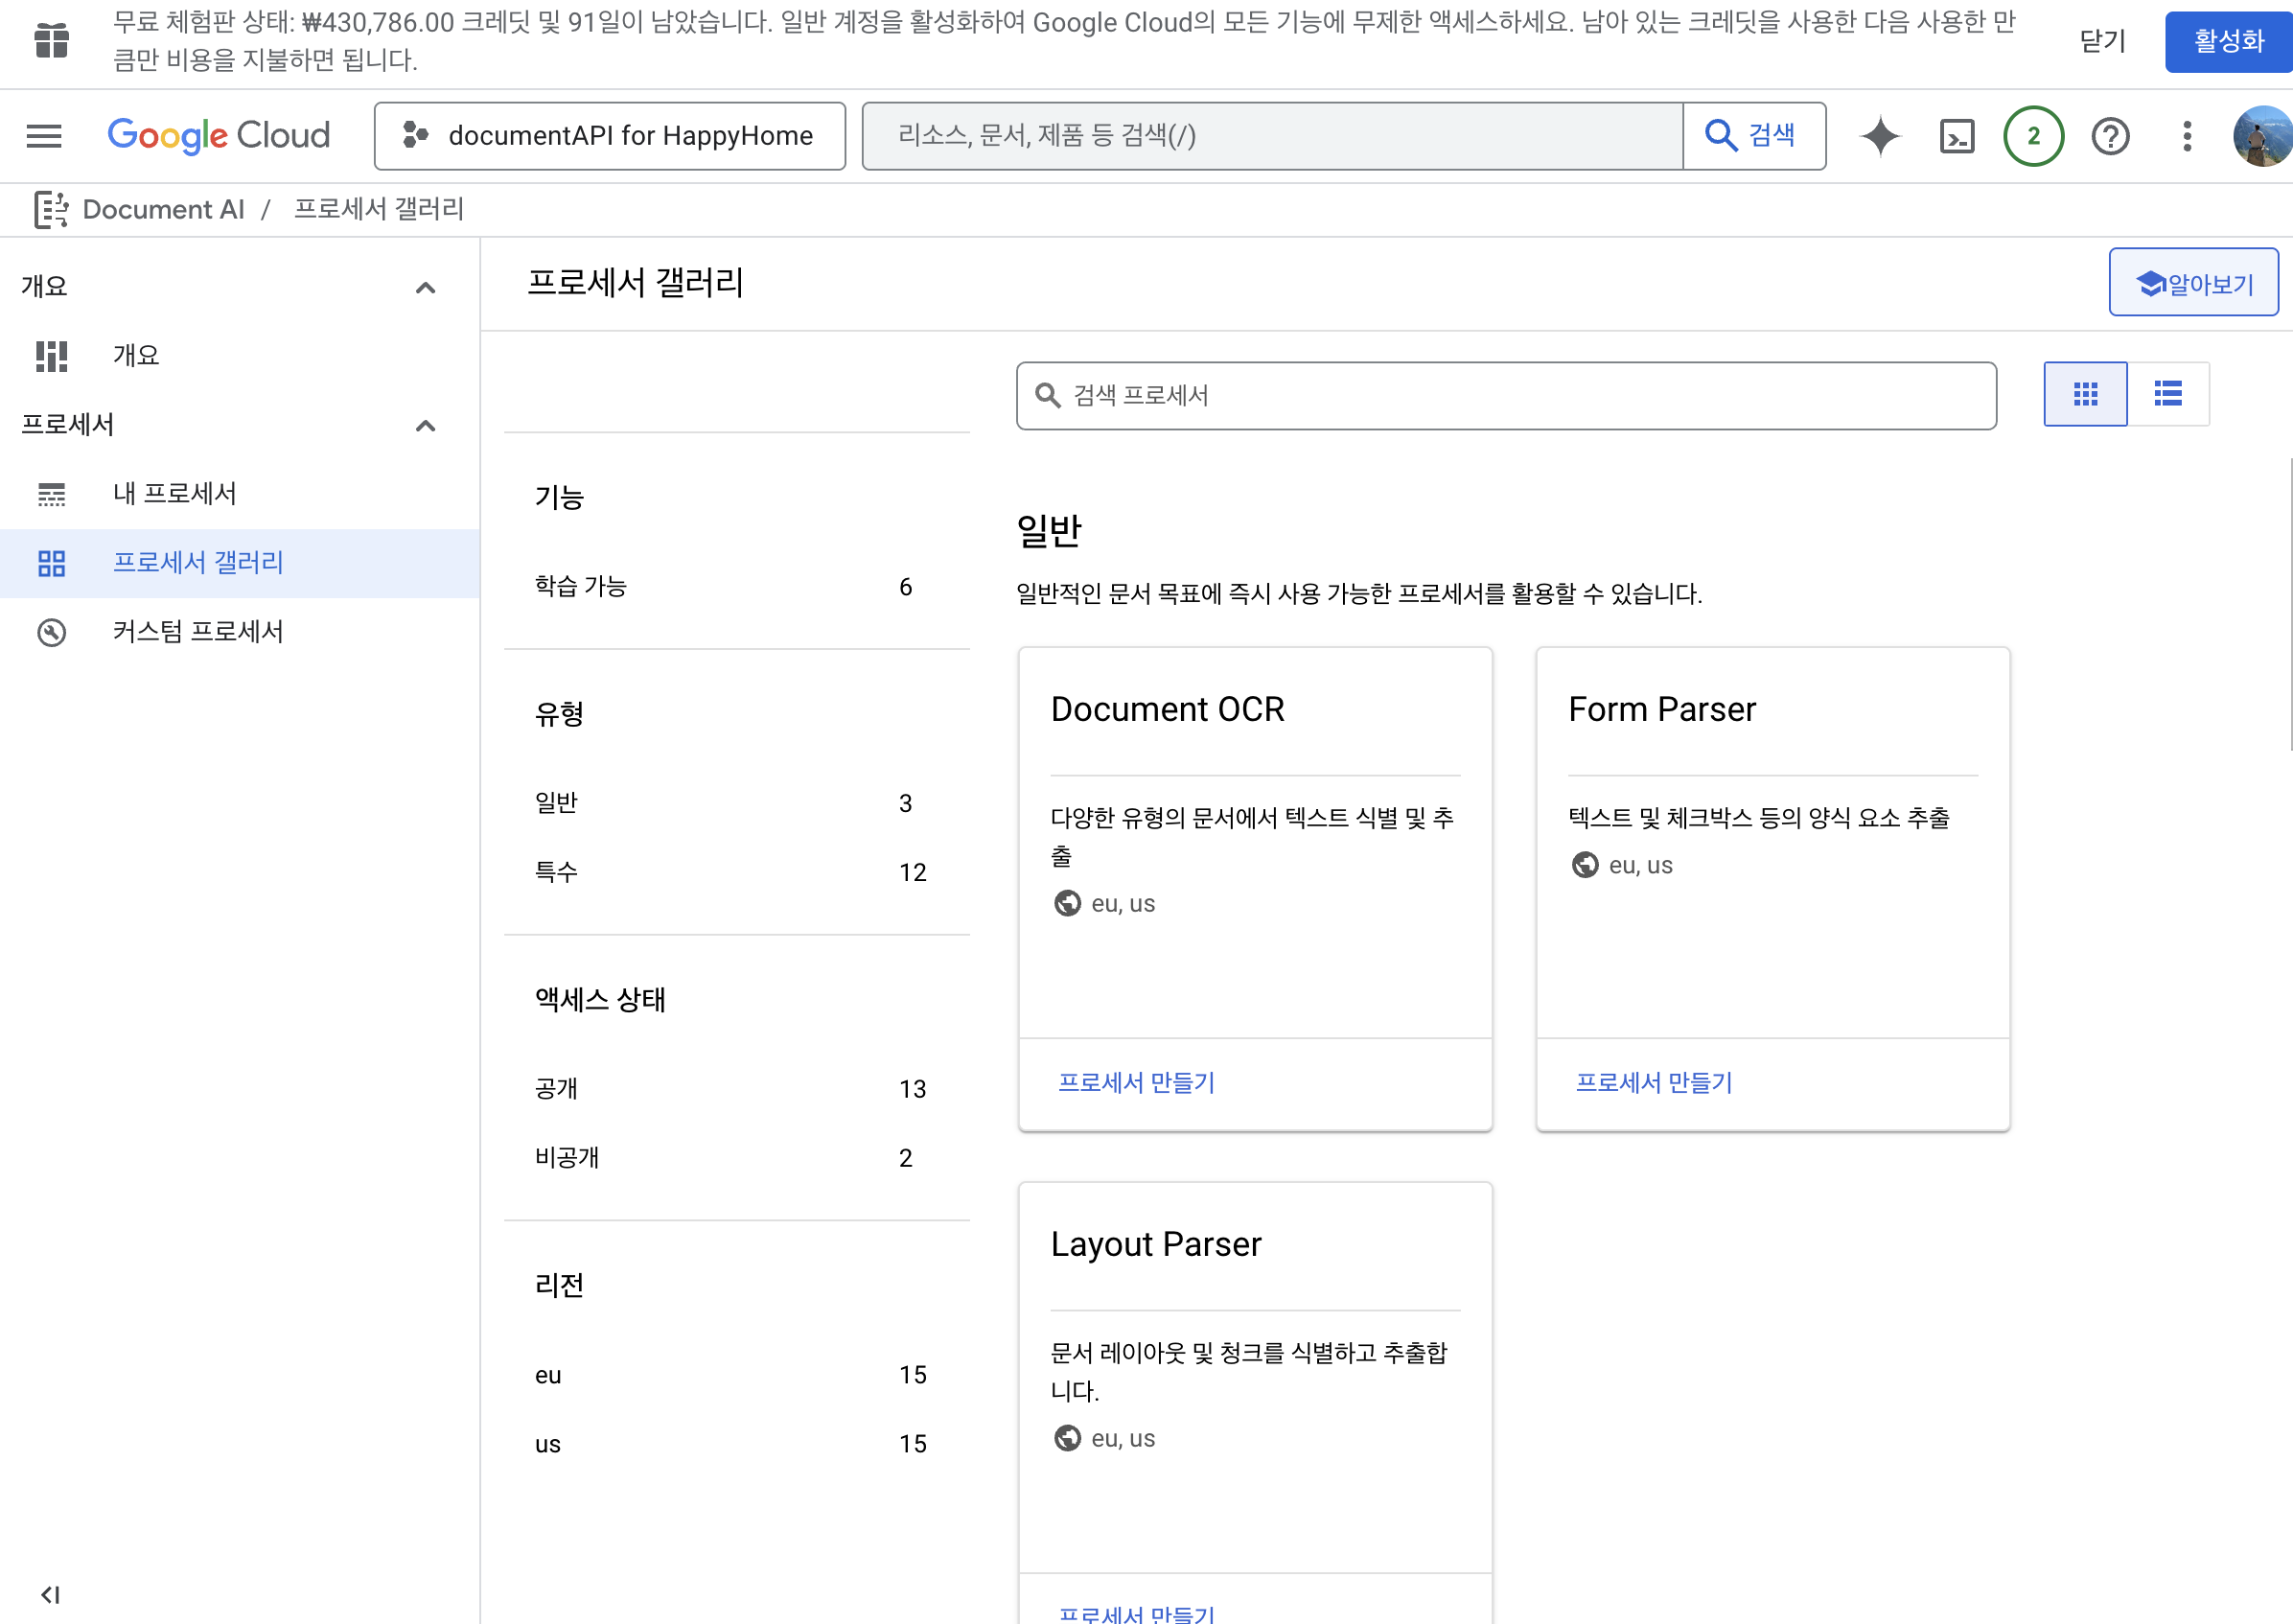 무료 체험판 상태: ₩430,786.00 크레딧 및 91일이 남았습니다. 일반 계정을 활성화하여 Google Cloud의 모든 기능에 무제한 액세스하세요. 남아 있는 크레딧을 사용한 다음 사용한 만
큼만 비용을 지불하면 됩니다.
닫기
활성화
Google Cloud
documentAPI for HappyHome
리소스, 문서, 제품 등 검색(/)
검색
2
Document AI / 프로세서 갤러리
개요
개요
프로세서
내 프로세서
프로세서 갤러리
커스텀 프로세서
프로세서 갤러리
알아보기
기능
학습 가능 6
유형
일반 3
특수 12
액세스 상태
공개 13
비공개 2
리전
eu 15
us 15
검색 프로세서
일반
일반적인 문서 목표에 즉시 사용 가능한 프로세서를 활용할 수 있습니다.
Document OCR
다양한 유형의 문서에서 텍스트 식별 및 추
출
eu, us
프로세서 만들기
Form Parser
텍스트 및 체크박스 등의 양식 요소 추출
eu, us
프로세서 만들기
Layout Parser
문서 레이아웃 및 청크를 식별하고 추출합
니다.
eu, us
프로세서 만들기